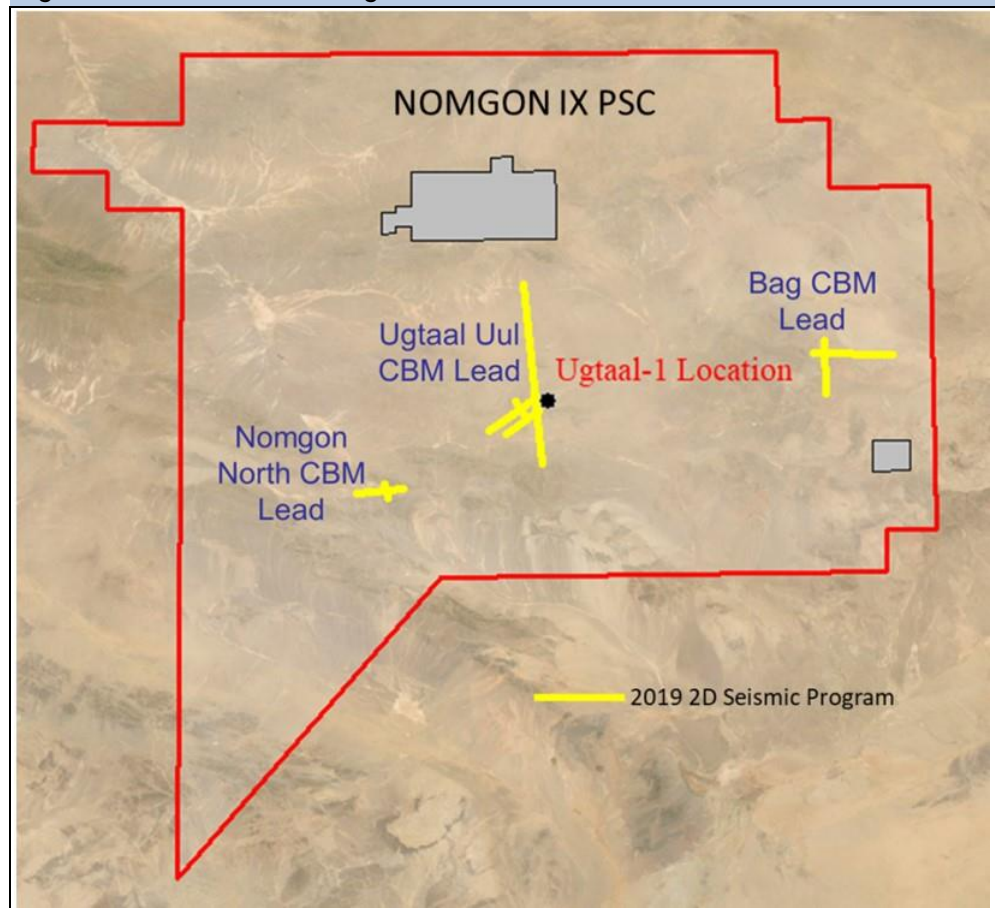 NOMGON IX PSC
Bag CBM
Lead
Ugtaal Uul
CBM Lead
Ugtaal-1 Location
Nomgon
North CBM
Lead
2019 2D Seismic Program